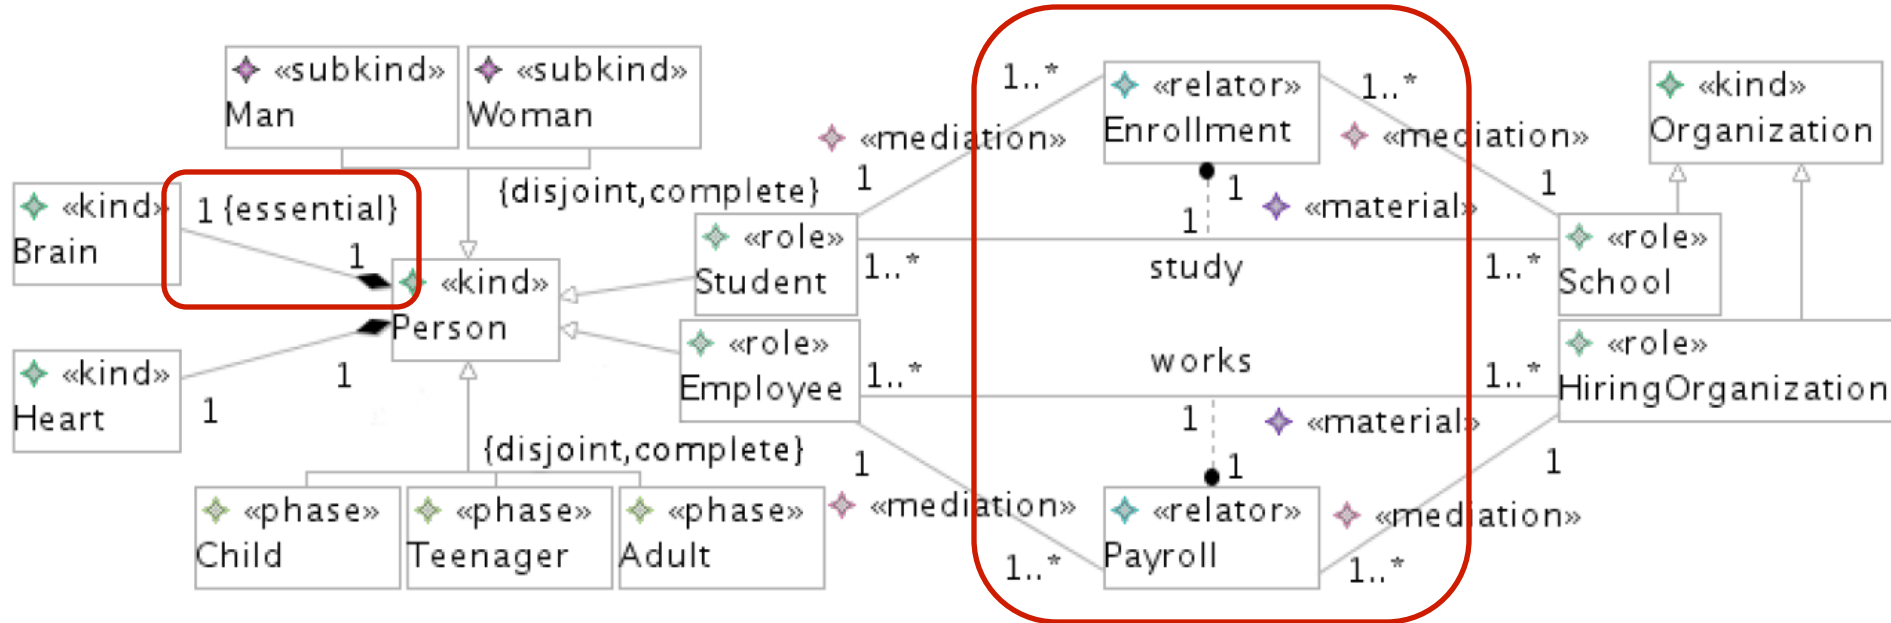 «subkind»
Man
«subkind»
Woman
{disjoint,complete}
«kind»
Brain
1 {essential}
1
«kind»
Person
«kind»
Heart
1
1
{disjoint,complete}
«phase»
Child
«phase»
Teenager
«phase»
Adult
«role»
Student
«role»
Employee
1..*
«mediation»
1
«relator»
Enrollment
1..*
«mediation»
1
1
1
«material»
1..*
study
1..*
works
1..*
1..*
1
«material»
1
1
«mediation»
1..*
«relator»
Payroll
1
«mediation»
1..*
«kind»
Organization
«role»
School
«role»
HiringOrganization